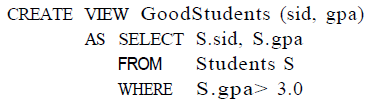 CREATE VIEW GoodStudents (sid, gpa)
AS SELECT S.sid, S.gpa
FROM Students S
WHERE S.gpa> 3.0